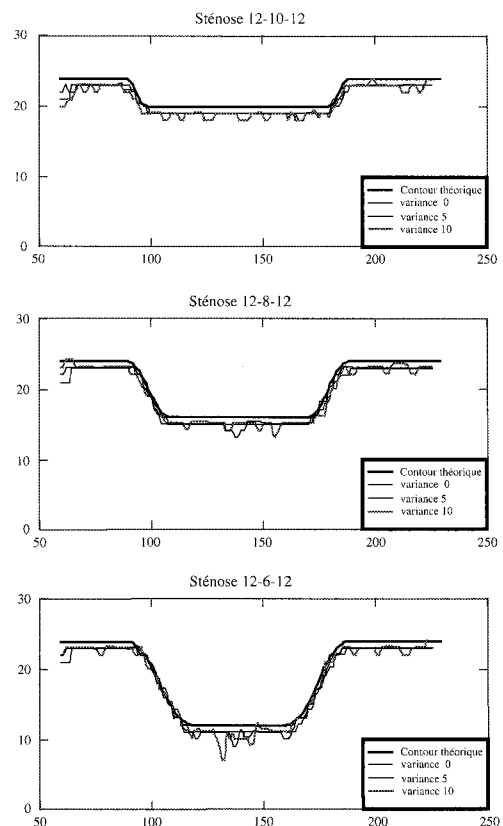 Sténose 12-10-12
30
20
10
0
50 100 150 200 250
Contour théorique
variance 0
variance 5
variance 10
Sténose 12-8-12
30
20
10
0
50 100 150 200 250
Contour théorique
variance 0
variance 5
variance 10
Sténose 12-6-12
30
20
10
0
50 100 150 200 250
Contour théorique
variance 0
variance 5
variance 10